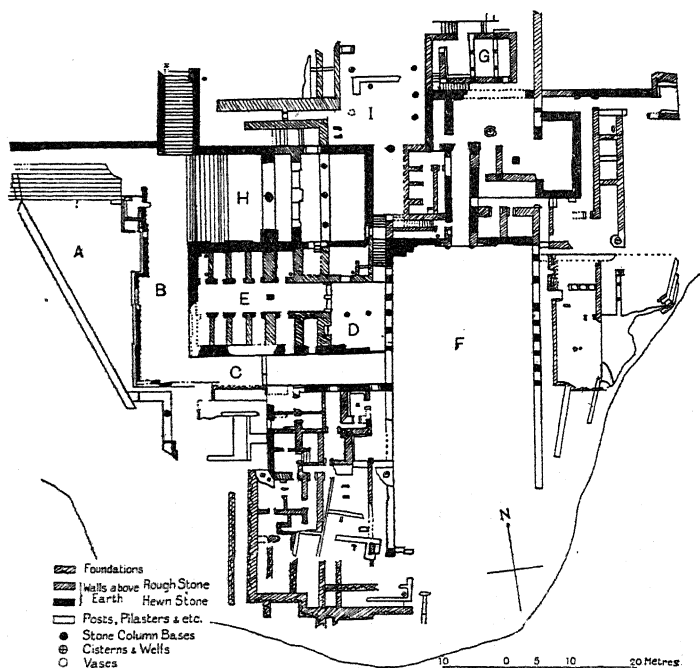 G
I
H
A
B
E
D
F
C
N
Foundations
Walls above Earth } Rough Stone
Hewn Stone
Posts, Pilasters & etc.
Stone Column Bases
Cisterns & Wells
Vases
10 0 5 10 20 Metres.